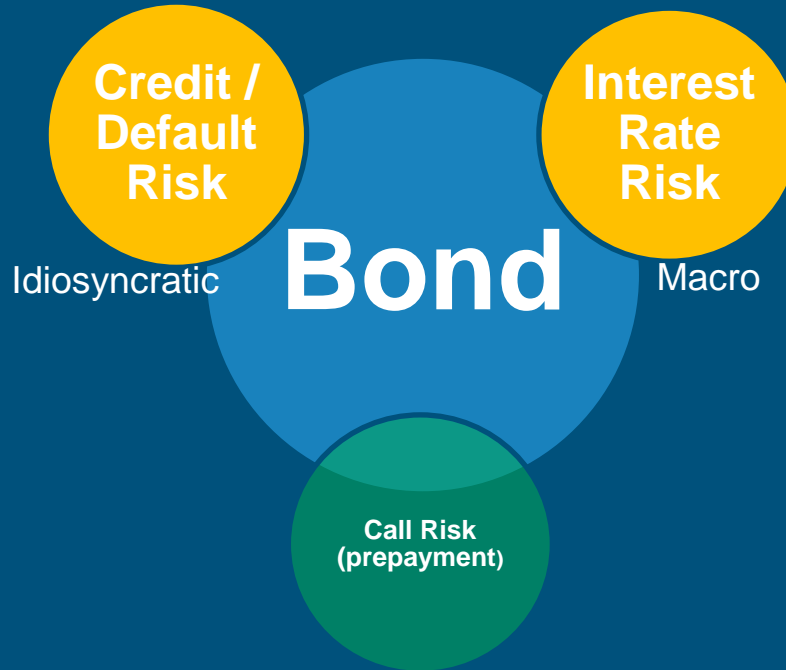 Credit /
Default
Risk
Interest
Rate
Risk
Idiosyncratic
Bond
Macro
Call Risk
(prepayment)